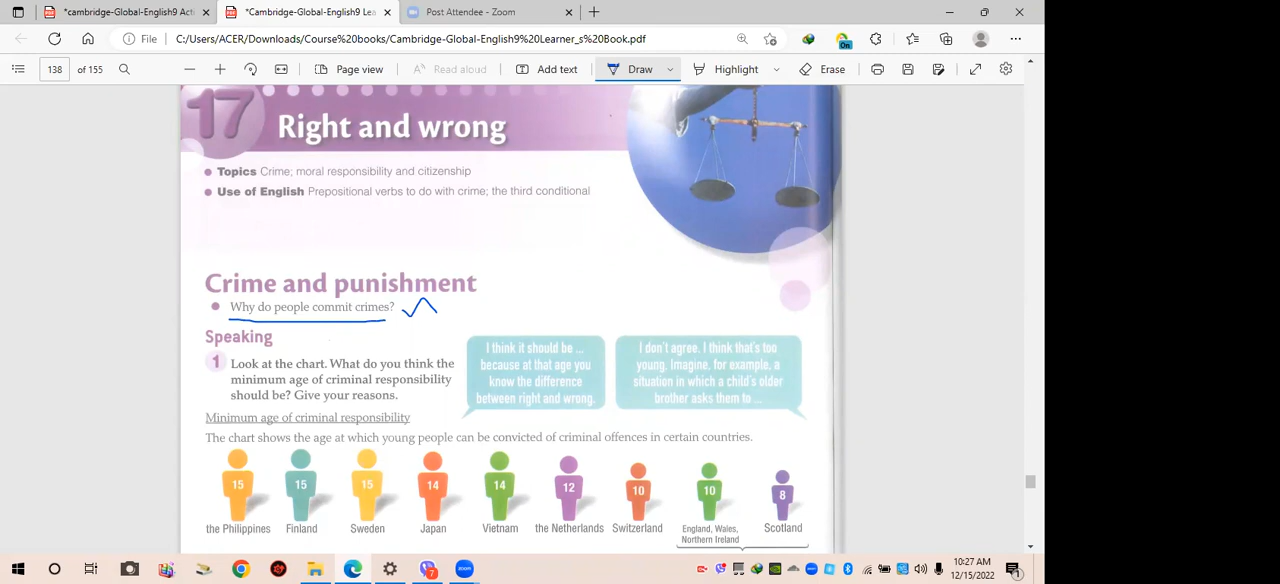 *cambridge-Global-English9 Acti
*Cambridge-Global-English9 Lea
Post Attendee - Zoom
File
C:/Users/ACER/Downloads/Course%20books/Cambridge-Global-English9%20Learner_s%20Book.pdf
On
138 of 155
Page view
Read aloud
Add text
Draw
Highlight
Erase
17
Right and wrong
Topics Crime; moral responsibility and citizenship
Use of English Prepositional verbs to do with crime; the third conditional
Crime and punishment
Why do people commit crimes?
Speaking
1 Look at the chart. What do you think the
minimum age of criminal responsibility
should be? Give your reasons.
I think it should be ...
because at that age you
know the difference
between right and wrong.
I don't agree. I think that's too
young. Imagine, for example, a
situation in which a child's older
brother asks them to ...
Minimum age of criminal responsibility
The chart shows the age at which young people can be convicted of criminal offences in certain countries.
15 15 15 14 14 12 10 10 8
the Philippines Finland Sweden Japan Vietnam the Netherlands Switzerland England, Wales, Scotland
Northern Ireland
7
10:27 AM
12/15/2022
1